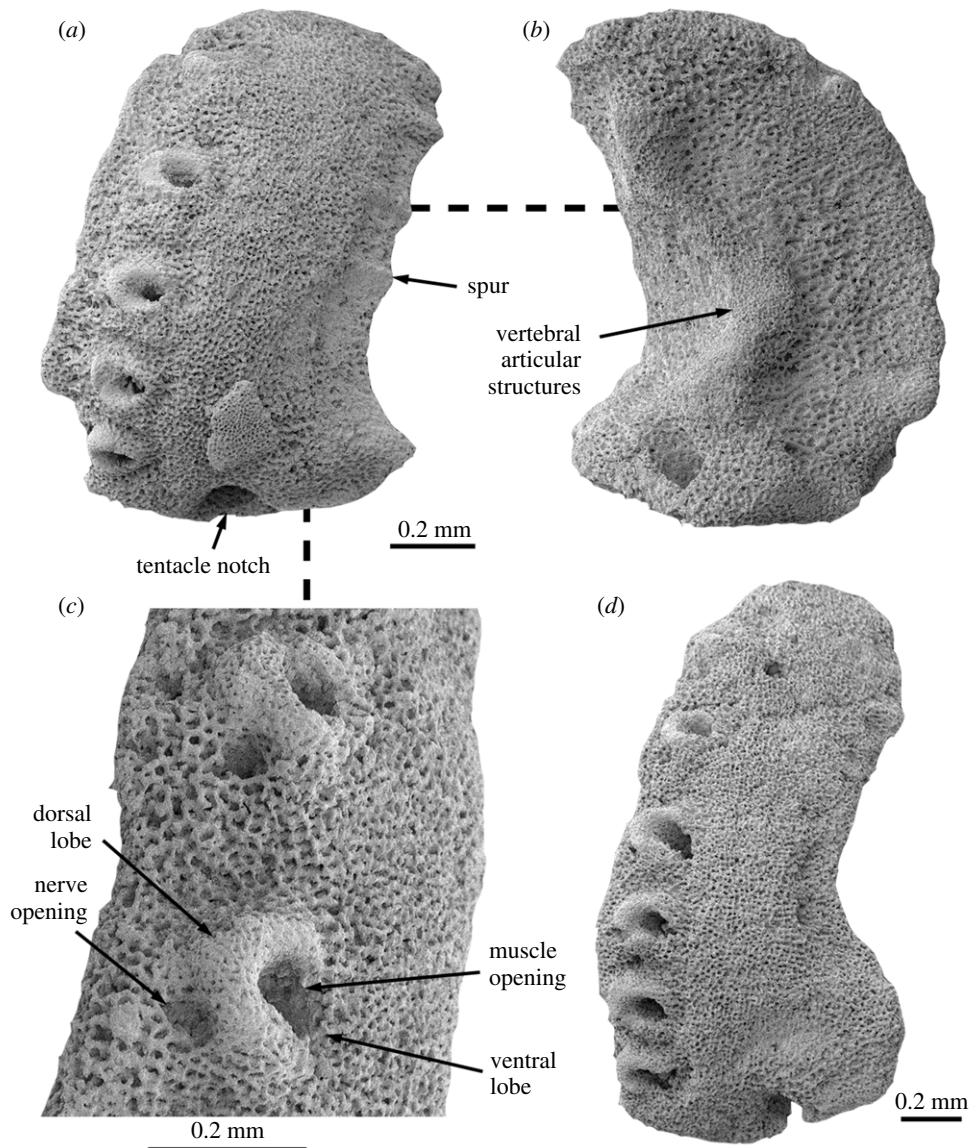 (a)
(b)
spur
vertebral
articular
structures
0.2 mm
tentacle notch
(c)
(d)
dorsal
lobe
nerve
opening
muscle
opening
ventral
lobe
0.2 mm
0.2 mm